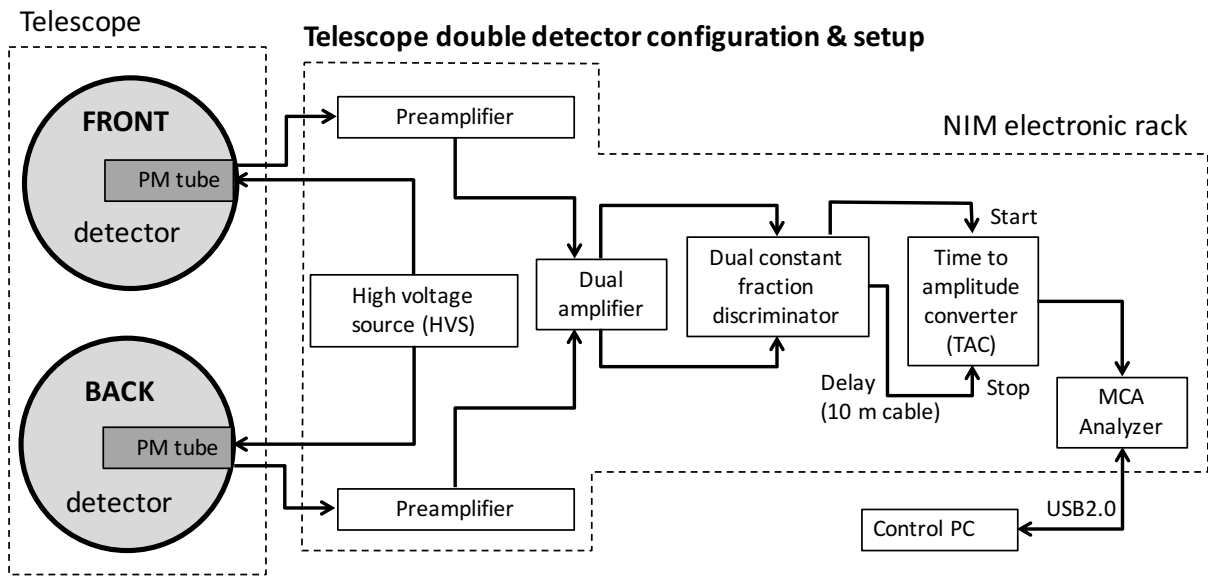 Telescope
Telescope double detector configuration & setup
NIM electronic rack
FRONT
PM tube
detector
Preamplifier
High voltage
source (HVS)
BACK
PM tube
detector
Preamplifier
Dual
amplifier
Dual constant
fraction
discriminator
Start
Time to
amplitude
converter
(TAC)
Delay
(10 m cable)
Stop
MCA
Analyzer
USB2.0
Control PC